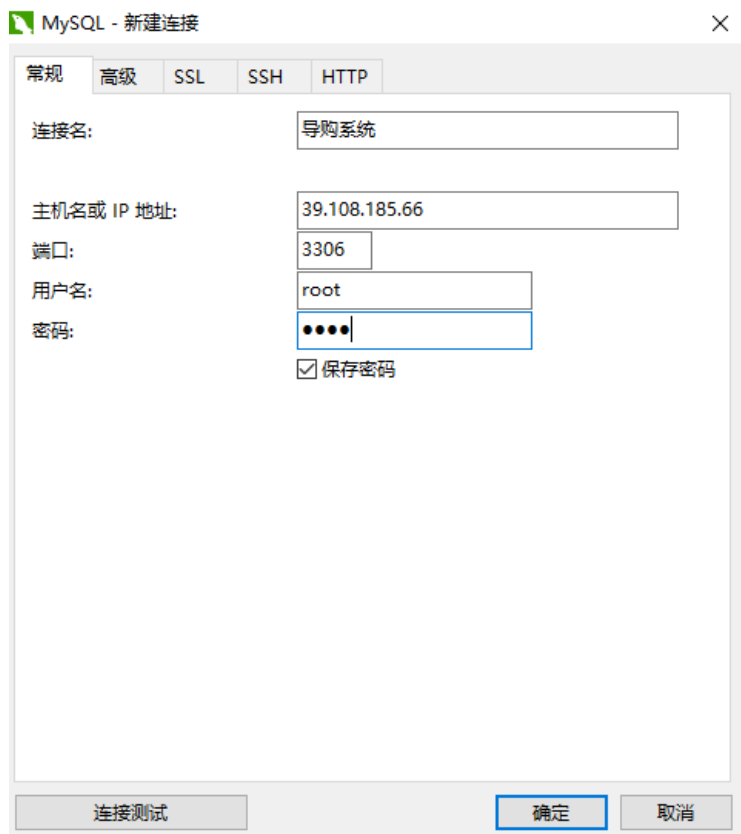 MySQL - 新建连接
常规 高级 SSL SSH HTTP
连接名: 导购系统
主机名或 IP 地址: 39.108.185.66
端口: 3306
用户名: root
密码: ●●●●
保存密码
连接测试 确定 取消